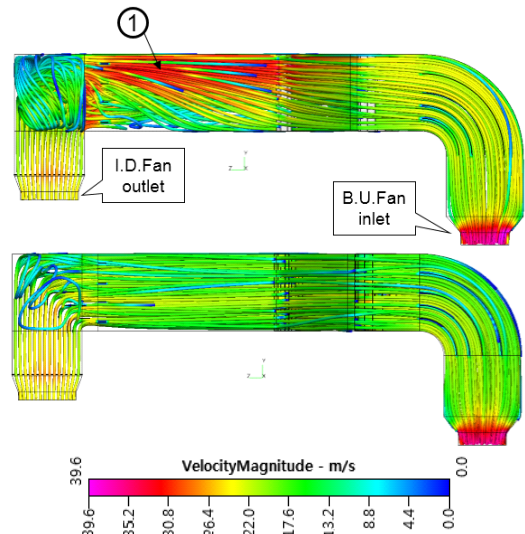 1
I.D.Fan
outlet
B.U.Fan
inlet
Y
Z
X
Y
Z
X
39.6
VelocityMagnitude - m/s
0.0
39.6
35.2
30.8
26.4
22.0
17.6
13.2
8.8
4.4
0.0